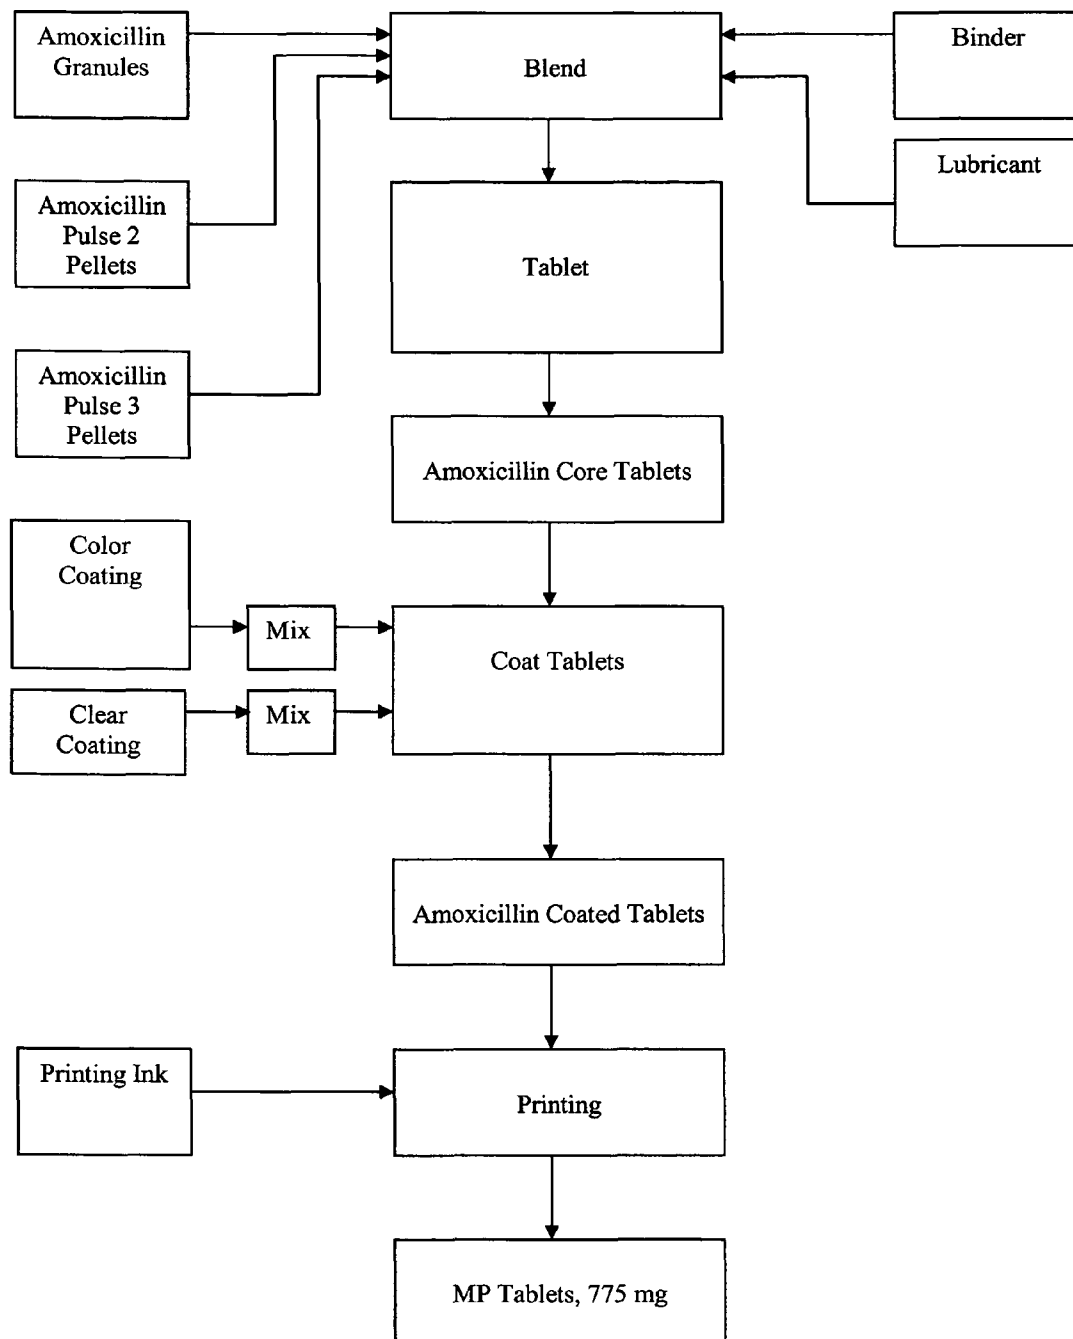 Amoxicillin
Granules
Blend
Binder
Lubricant
Amoxicillin
Pulse 2
Pellets
Tablet
Amoxicillin
Pulse 3
Pellets
Amoxicillin Core Tablets
Color
Coating
Mix
Coat Tablets
Clear
Coating
Mix
Amoxicillin Coated Tablets
Printing Ink
Printing
MP Tablets, 775 mg